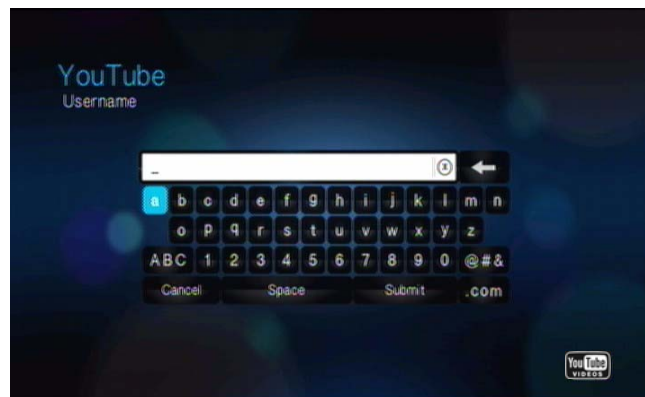 YouTube
Username
_
a b c d e f g h i j k l m n
o p q r s t u v w x y z
ABC 1 2 3 4 5 6 7 8 9 0 @#&
Cancel Space Submit .com
You Tube
VIDEOS